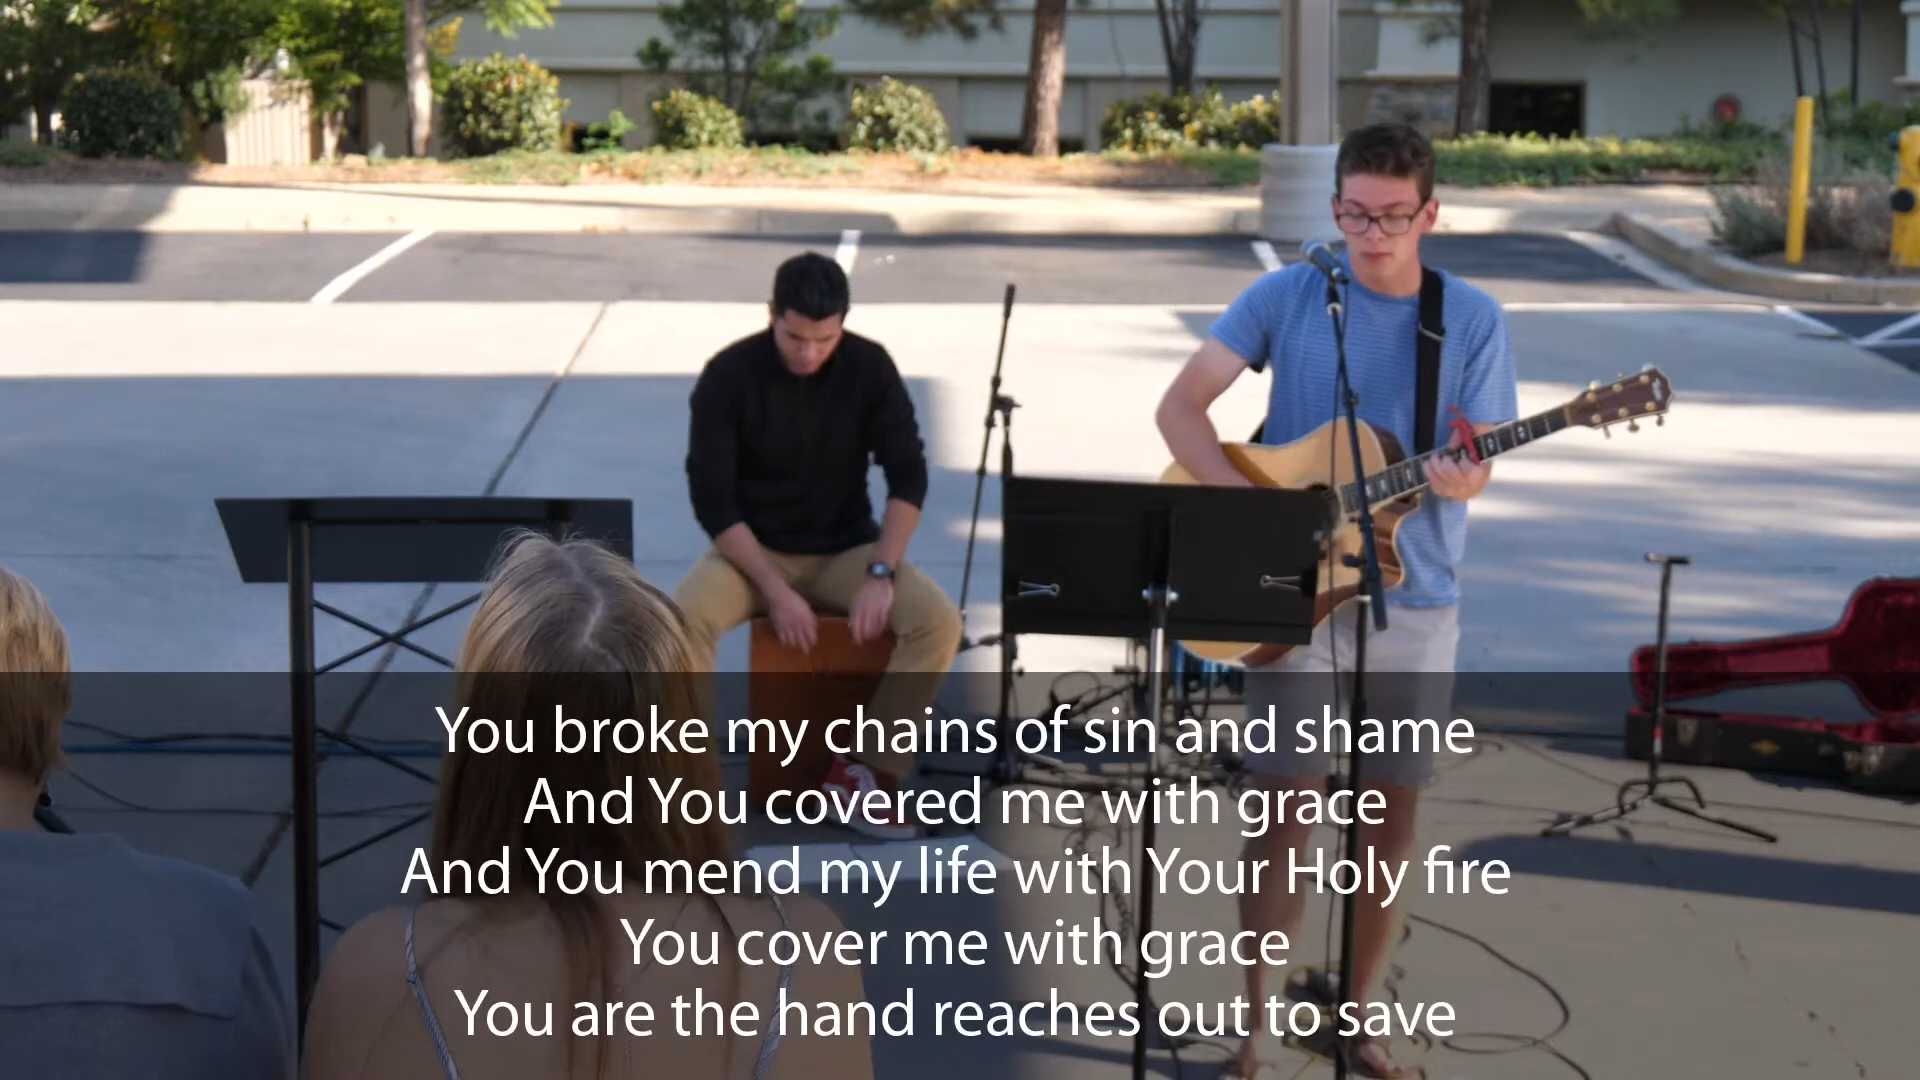 You broke my chains of sin and shame
And You covered me with grace
And You mend my life with Your Holy fire
You cover me with grace
You are the hand reaches out to save